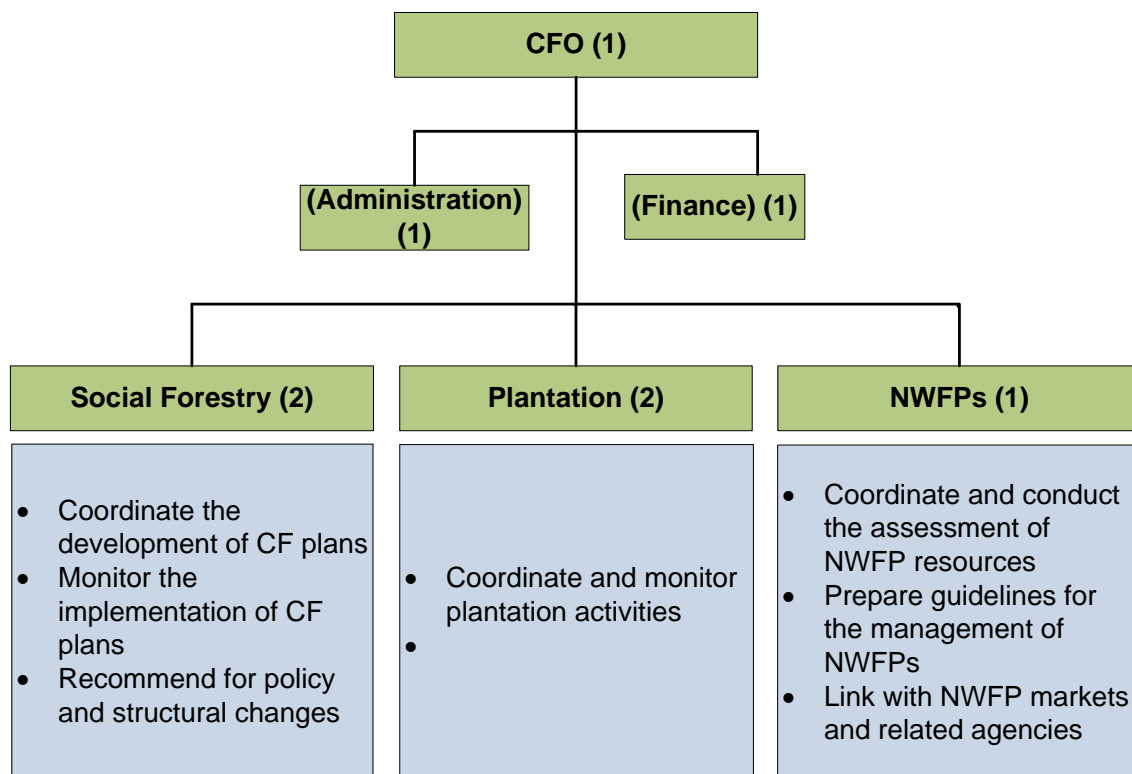 CFO (1)
(Administration)
(1)
(Finance) (1)
Social Forestry (2)
• Coordinate the
development of CF plans
• Monitor the
implementation of CF
plans
• Recommend for policy
and structural changes
Plantation (2)
• Coordinate and monitor
plantation activities
•
NWFPs (1)
• Coordinate and conduct
the assessment of
NWFP resources
• Prepare guidelines for
the management of
NWFPs
• Link with NWFP markets
and related agencies